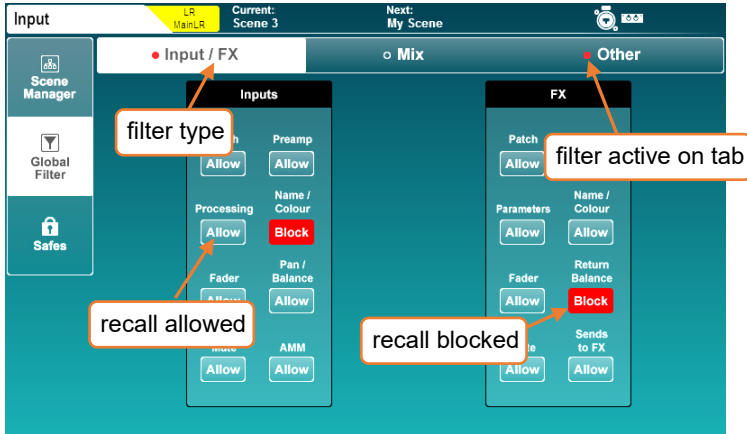 Input
LR
MainLR
Current:
Scene 3
Next:
My Scene
Scene
Manager
Global
Filter
Safes
Input / FX
Mix
Other
filter type
filter active on tab
Inputs
Preamp
Allow
Allow
Processing
Name /
Colour
Allow
Block
Fader
Pan /
Balance
Allow
recall allowed
AMM
Allow
Allow
FX
Patch
Allow
Parameters
Name /
Colour
Allow
Allow
Fader
Return
Balance
Allow
Block
recall blocked
Sends
to FX
Allow
Allow